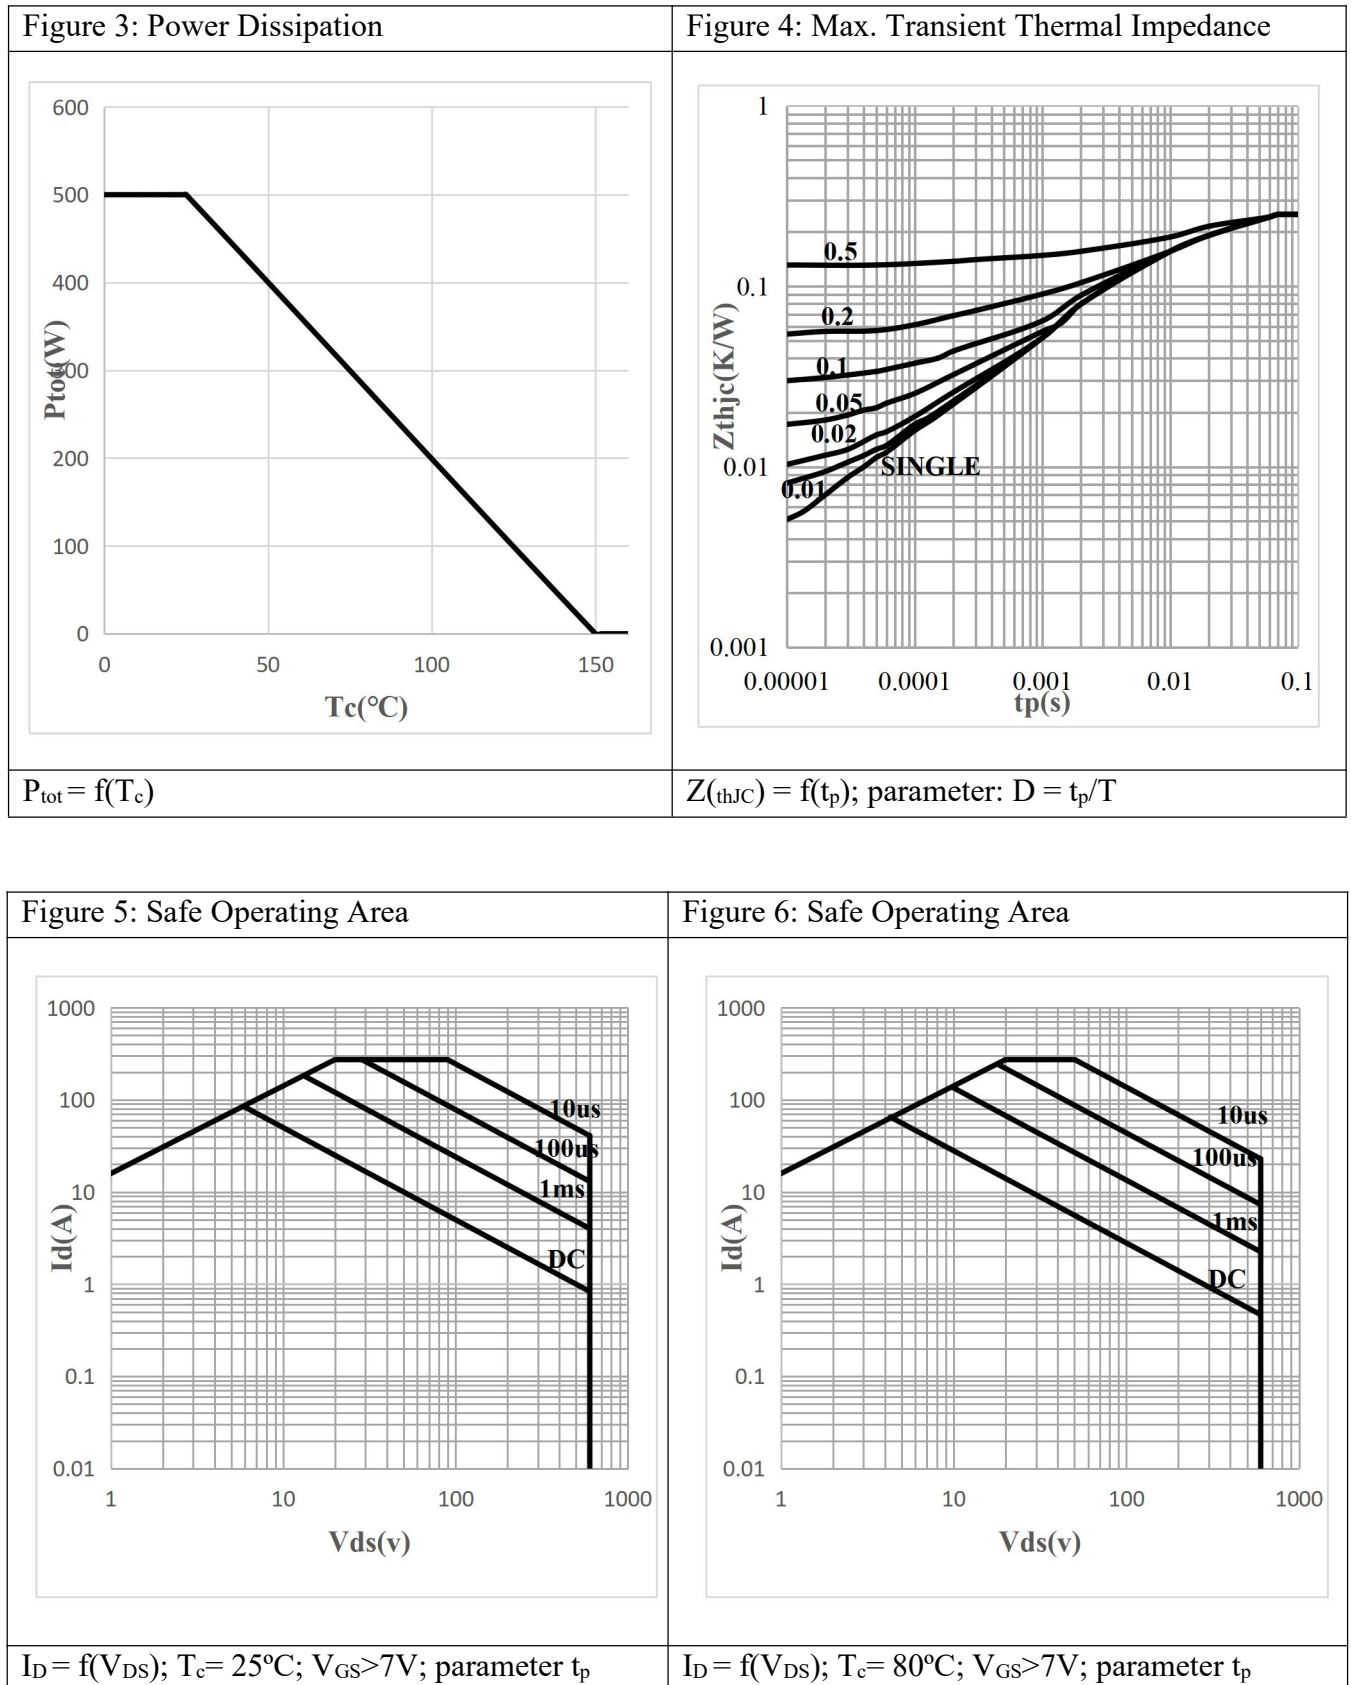 Figure 3: Power Dissipation
Figure 4: Max. Transient Thermal Impedance
600
500
400
300
200
100
0
0 50 100 150
Ptot(W)
Tc(℃)
1
0.1
0.01
0.001
0.00001 0.0001 0.001 0.01 0.1
Zthjc(K/W)
tp(s)
0.5
0.2
0.1
0.05
0.02
SINGLE
0.01
Ptot = f(Tc)
Z(thJC) = f(tp); parameter: D = tp/T
Figure 5: Safe Operating Area
Figure 6: Safe Operating Area
1000
100
10
1
0.1
0.01
1 10 100 1000
Id(A)
Vds(v)
10us
100us
1ms
DC
1000
100
10
1
0.1
0.01
1 10 100 1000
Id(A)
Vds(v)
10us
100us
1ms
DC
ID = f(VDS); Tc= 25ºC; VGS>7V; parameter tp
ID = f(VDS); Tc= 80ºC; VGS>7V; parameter tp